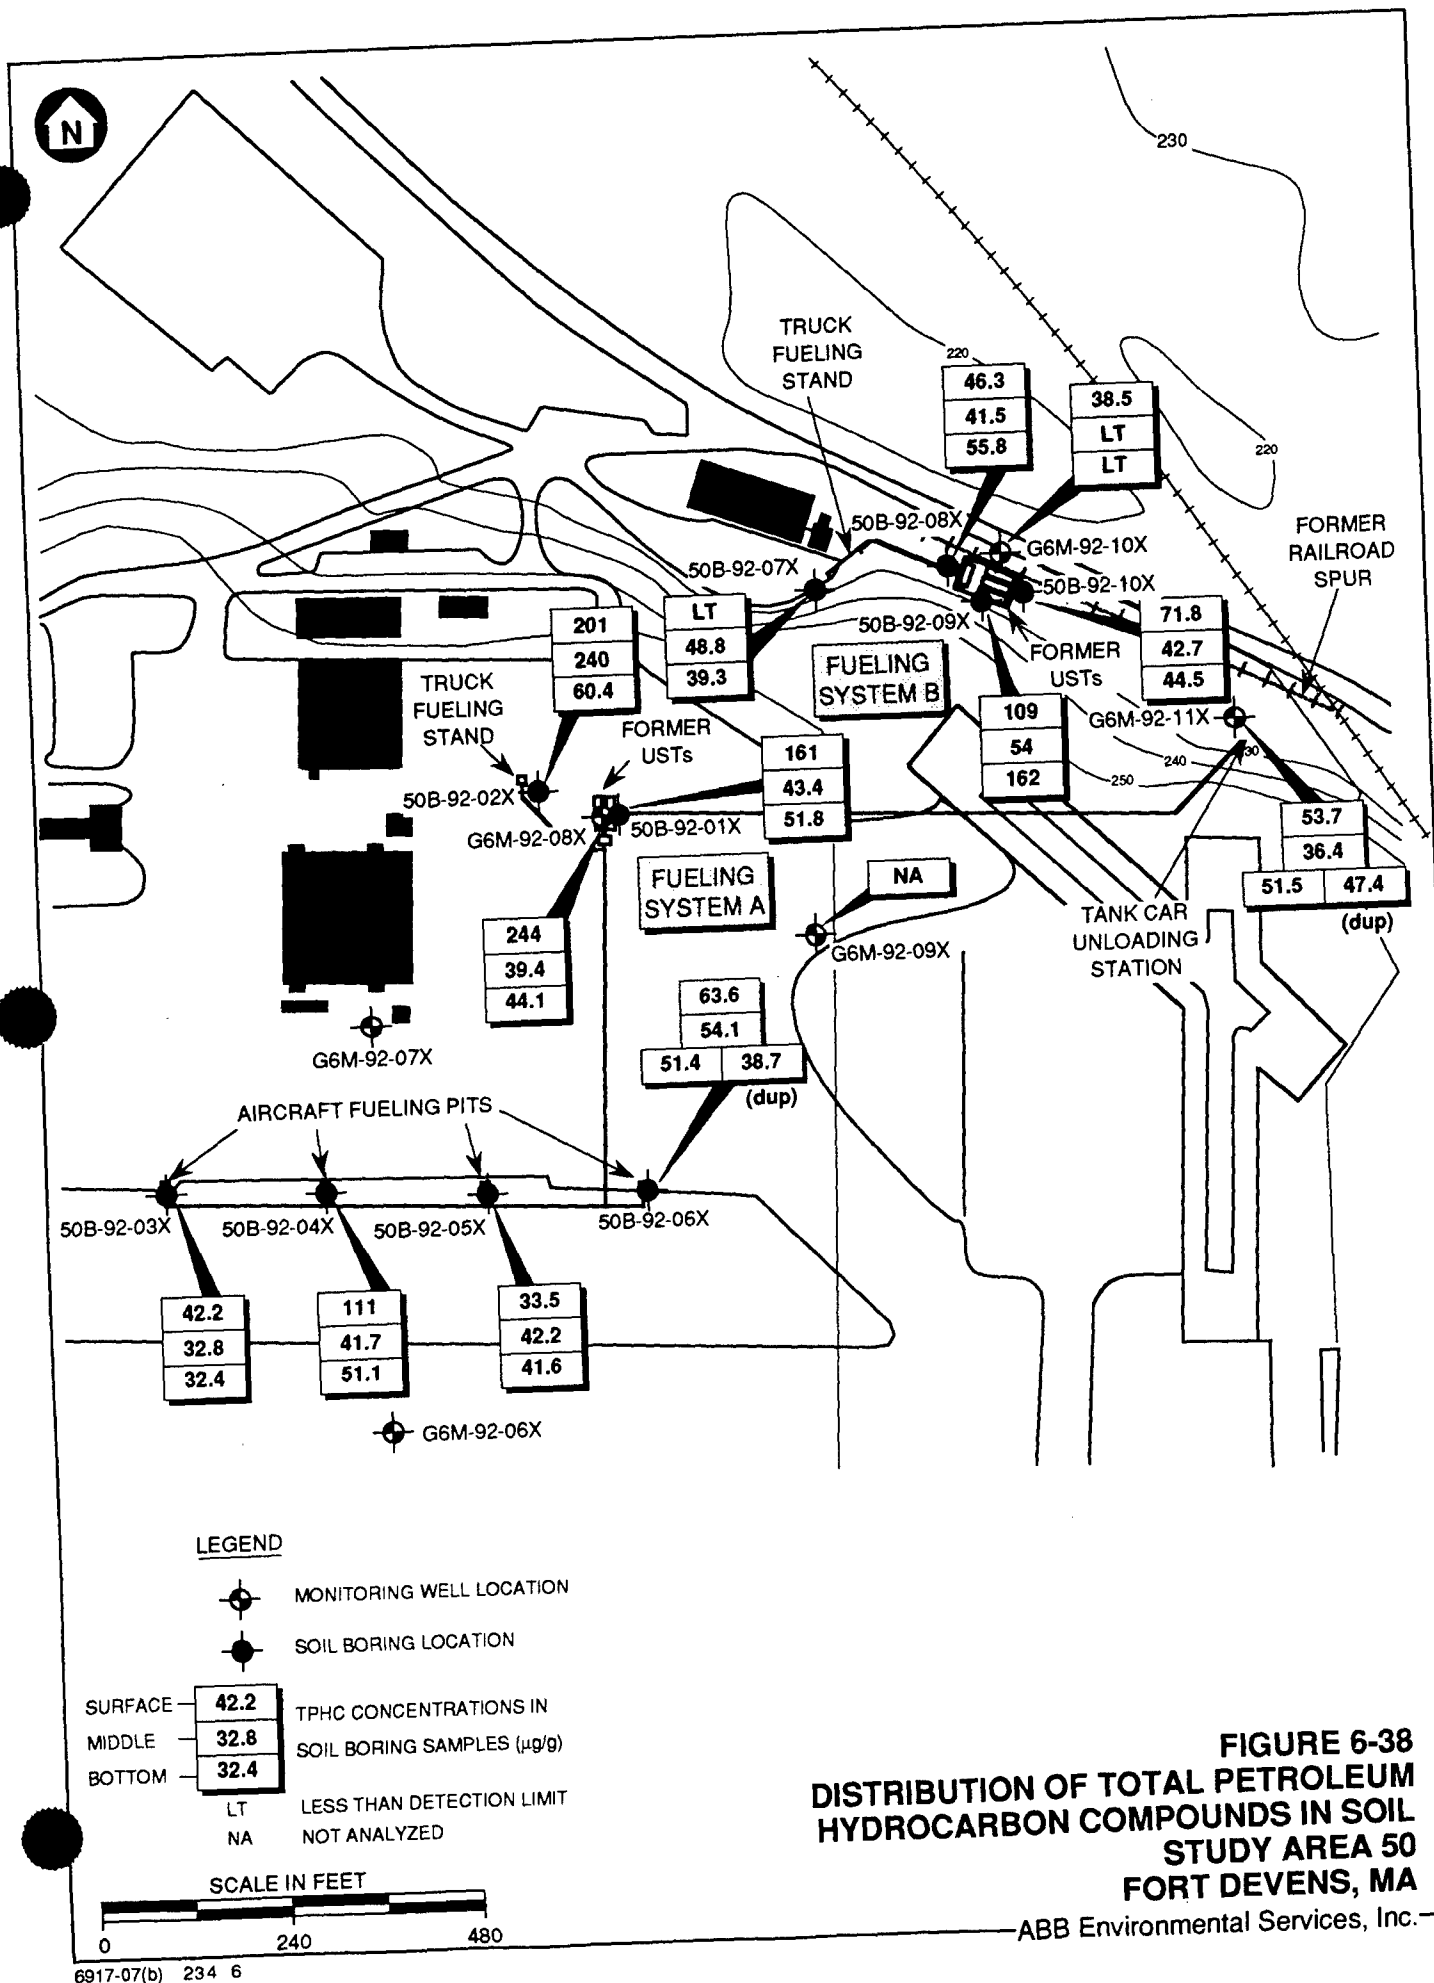 N
230
TRUCK
FUELING
STAND
220
46.3
41.5
55.8
38.5
LT
LT
220
50B-92-08X
G6M-92-10X
FORMER
RAILROAD
SPUR
50B-92-07X
50B-92-10X
50B-92-09X
201
240
60.4
LT
48.8
39.3
71.8
42.7
44.5
FUELING
SYSTEM B
FORMER
USTs
TRUCK
FUELING
STAND
FORMER
USTs
109
54
162
G6M-92-11X
161
43.4
51.8
30
240
250
50B-92-02X
G6M-92-08X
50B-92-01X
53.7
36.4
51.5 47.4
(dup)
FUELING
SYSTEM A
NA
TANK CAR
UNLOADING
STATION
G6M-92-09X
244
39.4
44.1
63.6
54.1
51.4 38.7
(dup)
G6M-92-07X
AIRCRAFT FUELING PITS
50B-92-03X
50B-92-04X
50B-92-05X
50B-92-06X
42.2
32.8
32.4
111
41.7
51.1
33.5
42.2
41.6
G6M-92-06X
LEGEND
MONITORING WELL LOCATION
SOIL BORING LOCATION
SURFACE 42.2 TPHC CONCENTRATIONS IN
MIDDLE 32.8 SOIL BORING SAMPLES (µg/g)
BOTTOM 32.4
LT LESS THAN DETECTION LIMIT
NA NOT ANALYZED
SCALE IN FEET
0 240 480
6917-07(b) 234 6
FIGURE 6-38
DISTRIBUTION OF TOTAL PETROLEUM
HYDROCARBON COMPOUNDS IN SOIL
STUDY AREA 50
FORT DEVENS, MA
ABB Environmental Services, Inc.